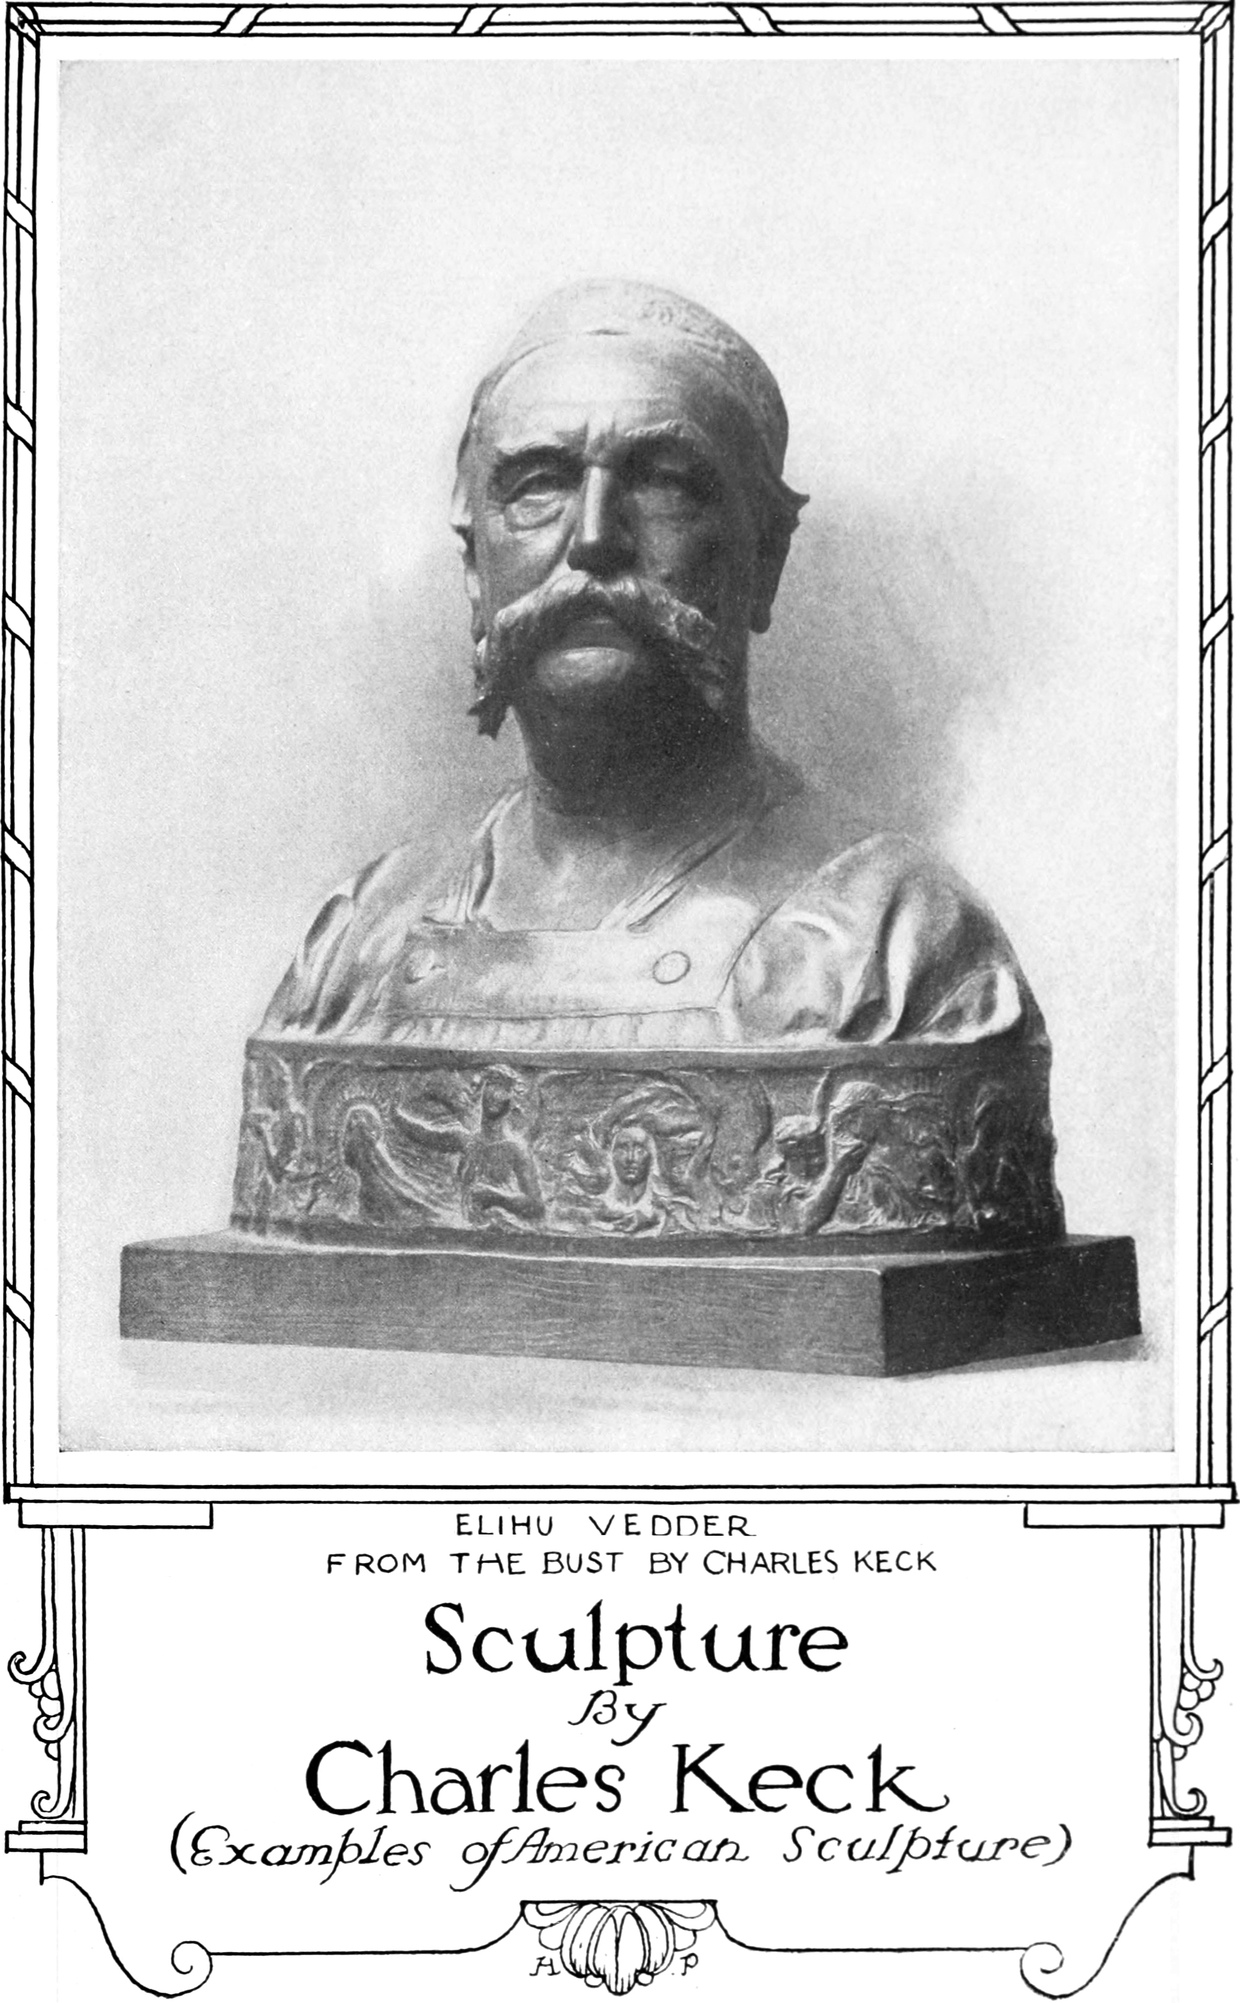 ELIHU VEDDER
FROM THE BUST BY CHARLES KECK
Sculpture
By
Charles Keck
(Examples of American Sculpture)
H P